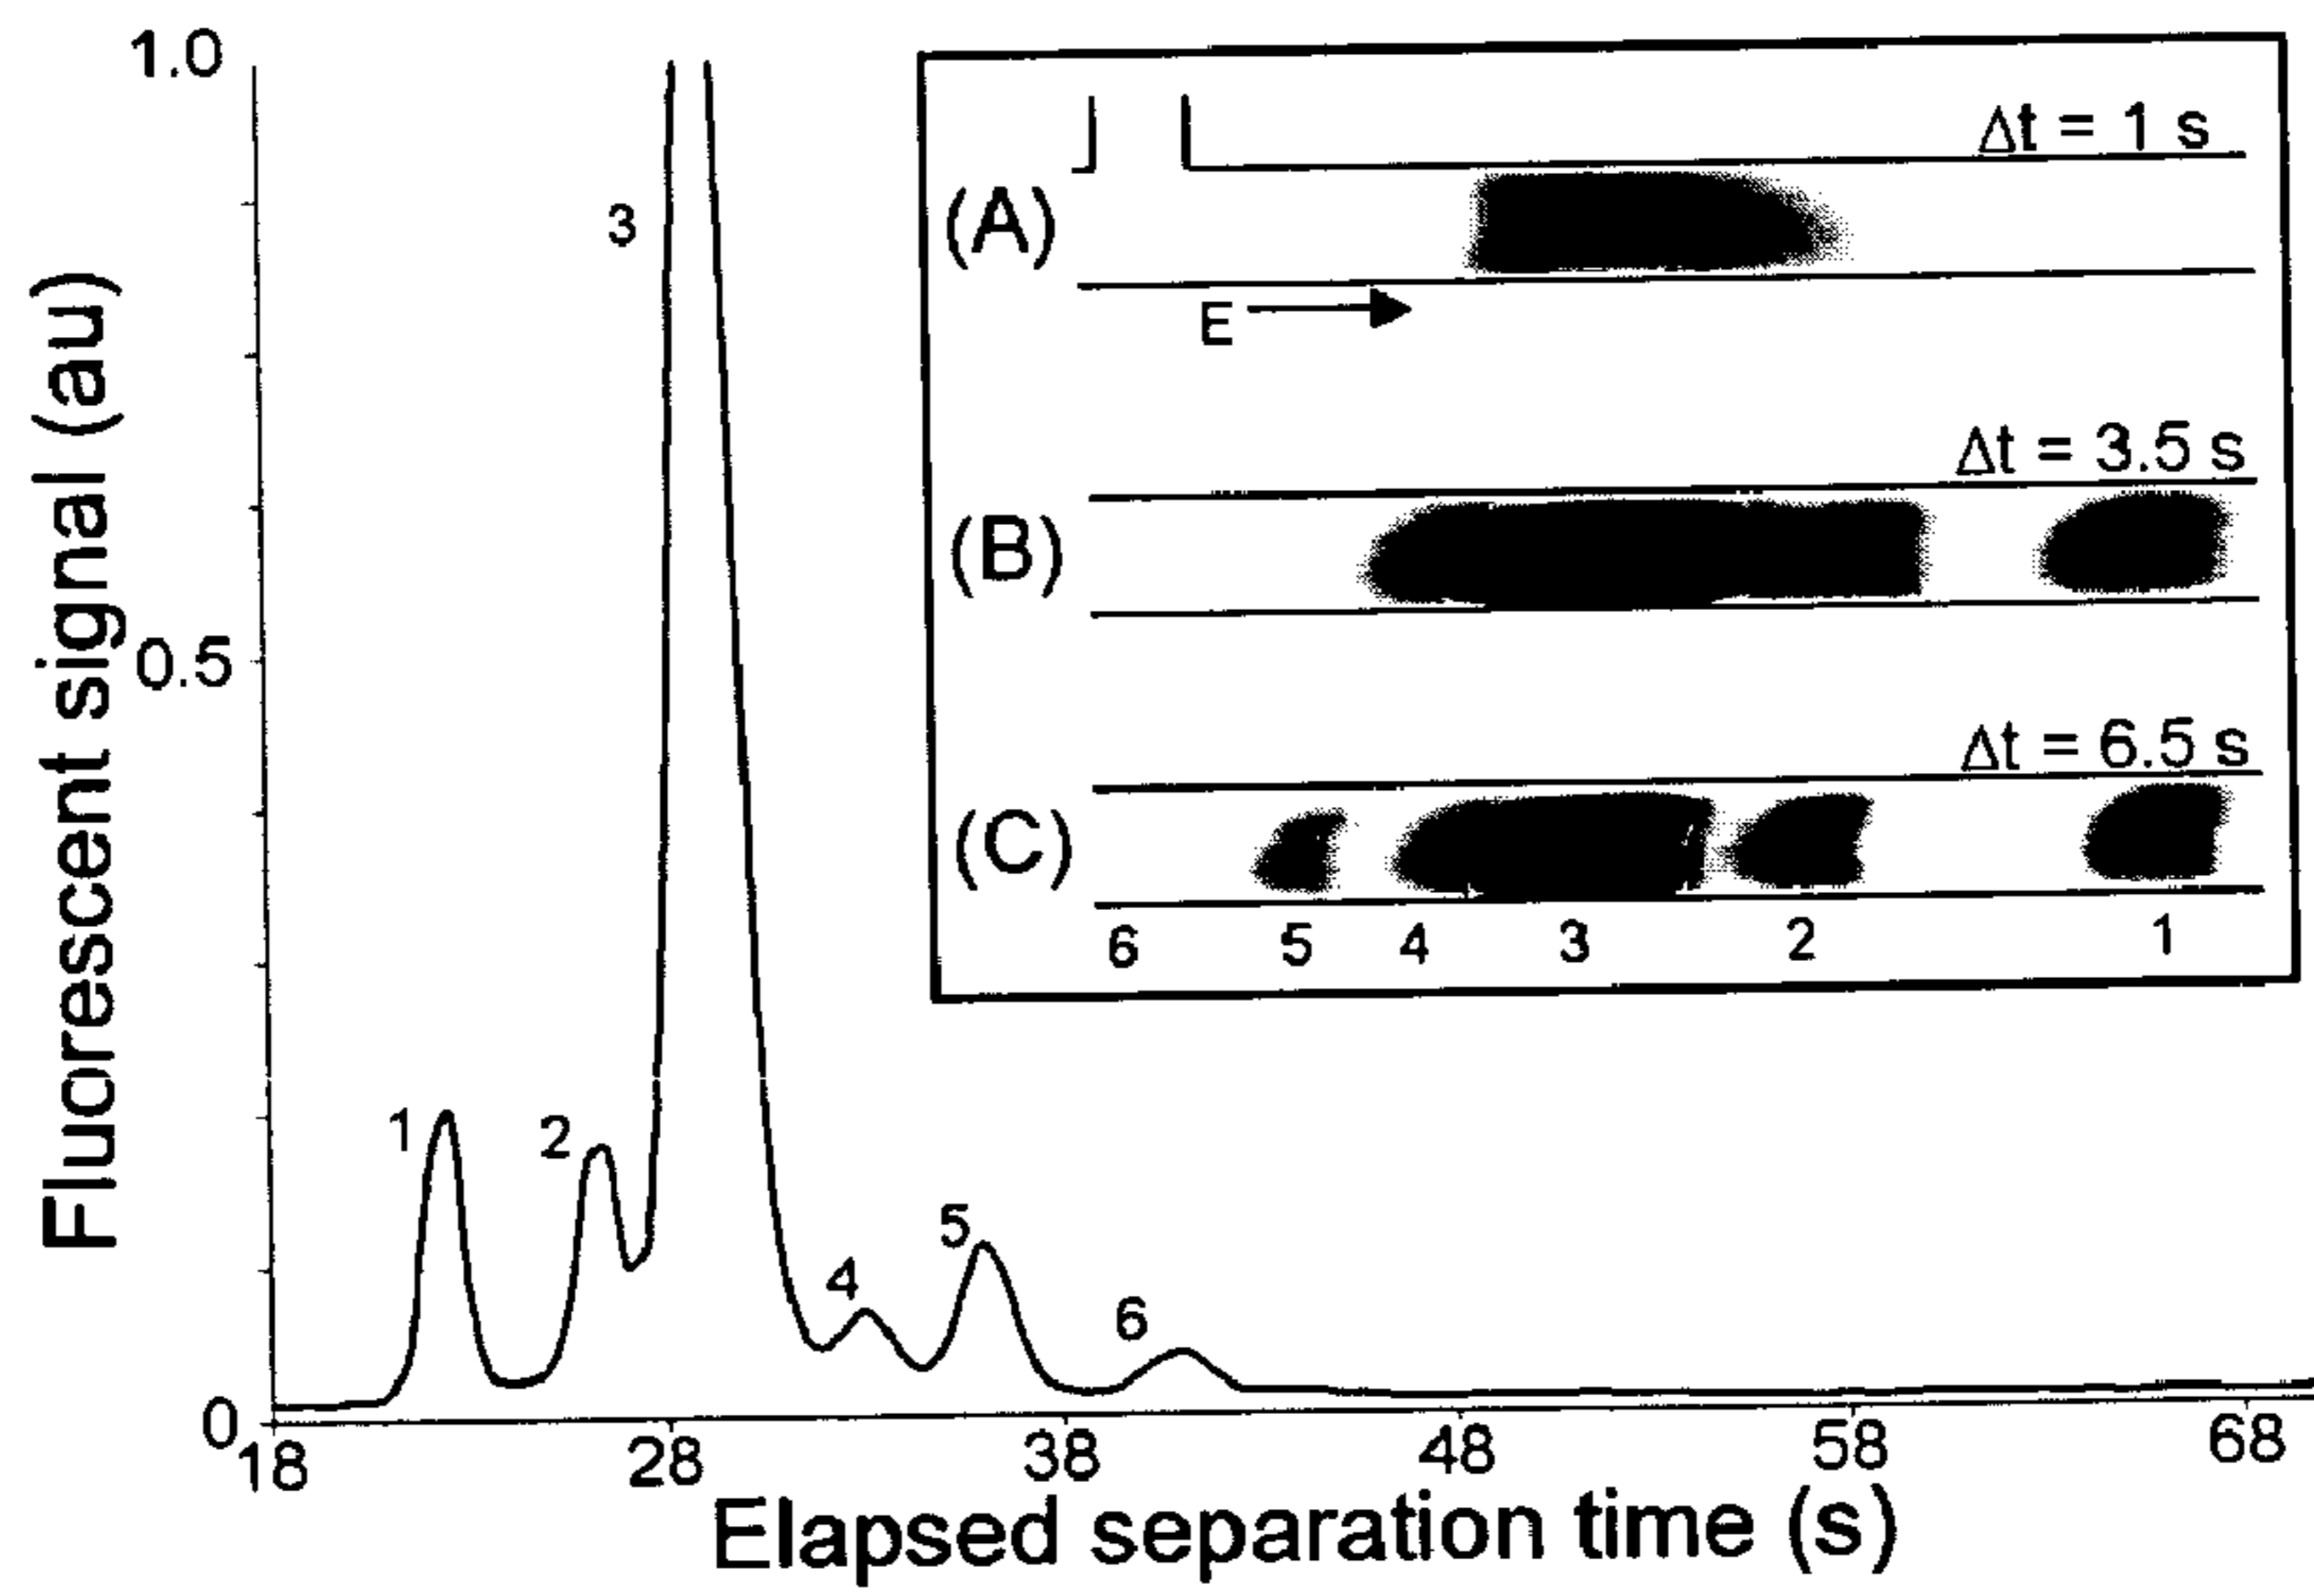 1.0
0.5
0
Fluorescent signal (au)
18
28
38
48
58
68
Elapsed separation time (s)
1
2
3
4
5
6
Δt = 1 s
(A)
E
Δt = 3.5 s
(B)
Δt = 6.5 s
(C)
6 5 4 3 2 1